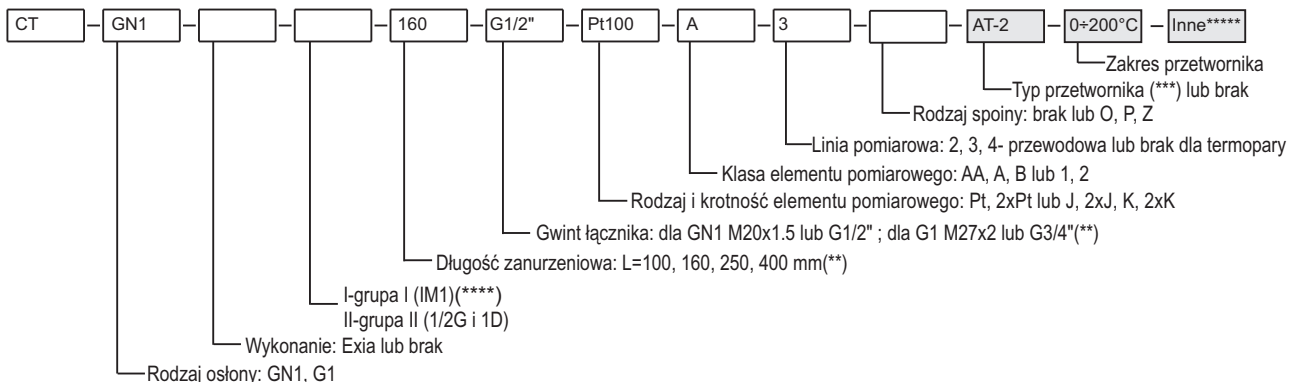 CT – GN1 – – – 160 – G1/2" – Pt100 – A – 3 – – AT-2 – 0÷200°C – Inne*****
Zakres przetwornika
Typ przetwornika (***) lub brak
Rodzaj spoiny: brak lub O, P, Z
Linia pomiarowa: 2, 3, 4- przewodowa lub brak dla termopary
Klasa elementu pomiarowego: AA, A, B lub 1, 2
Rodzaj i krotność elementu pomiarowego: Pt, 2xPt lub J, 2xJ, K, 2xK
Gwint łącznika: dla GN1 M20x1.5 lub G1/2" ; dla G1 M27x2 lub G3/4"(**)
Długość zanurzeniowa: L=100, 160, 250, 400 mm(**)
I-grupa I (IM1)(****)
II-grupa II (1/2G i 1D)
Wykonanie: Exia lub brak
Rodzaj osłony: GN1, G1